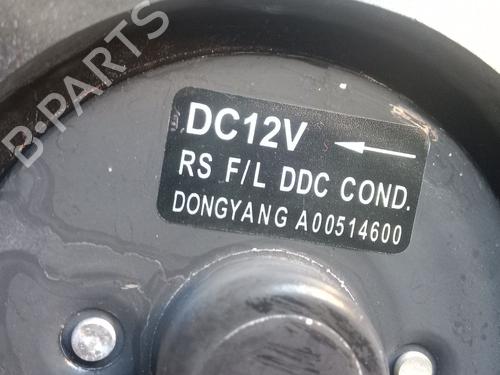 B-PARTS
DC12V
RS F/L DDC COND.
DONGYANG A00514600